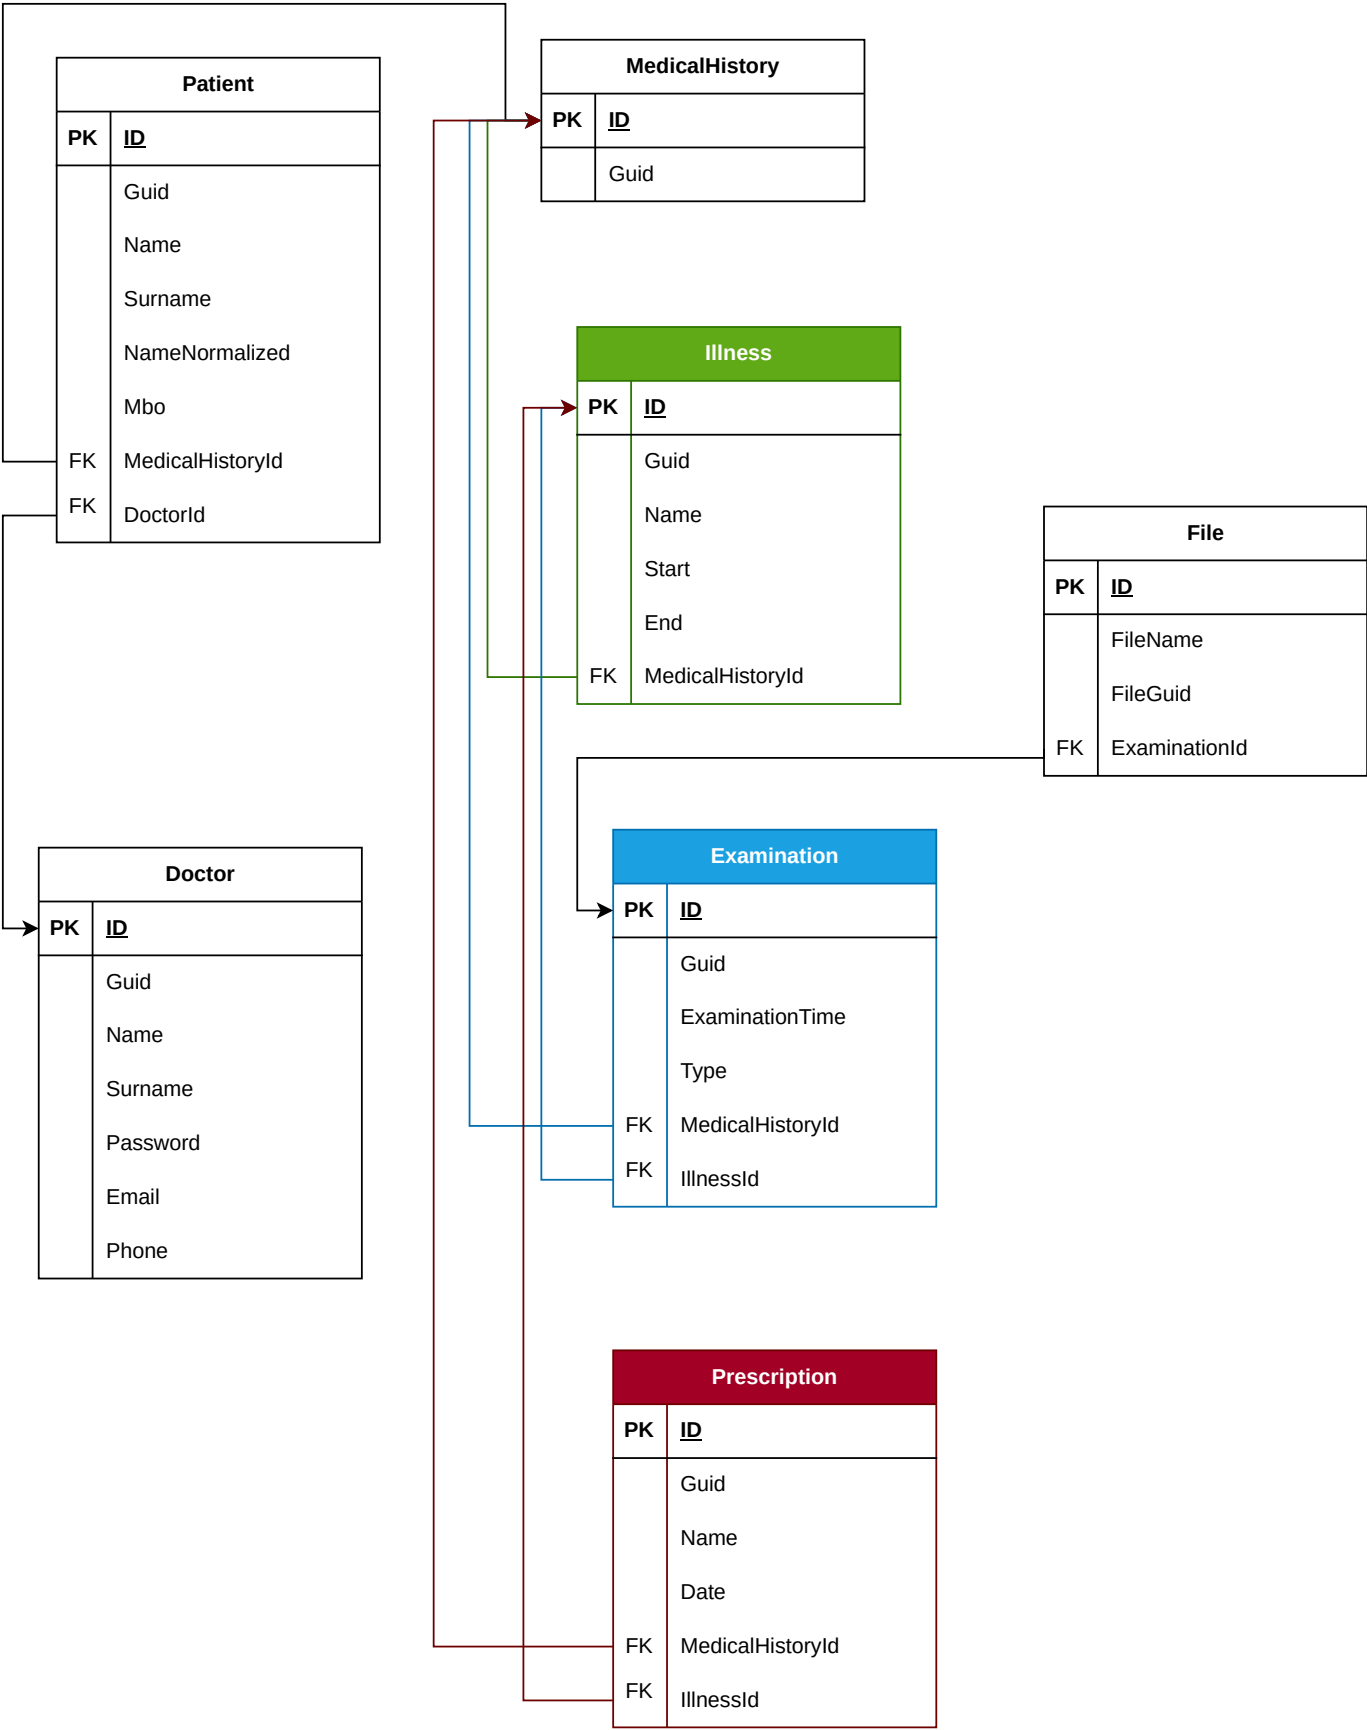 Patient
PK ID
Guid
Name
Surname
NameNormalized
Mbo
FK MedicalHistoryId
FK DoctorId
MedicalHistory
PK ID
Guid
Illness
PK ID
Guid
Name
Start
End
FK MedicalHistoryId
File
PK ID
FileName
FileGuid
FK ExaminationId
Doctor
PK ID
Guid
Name
Surname
Password
Email
Phone
Examination
PK ID
Guid
ExaminationTime
Type
FK MedicalHistoryId
FK IllnessId
Prescription
PK ID
Guid
Name
Date
FK MedicalHistoryId
FK IllnessId